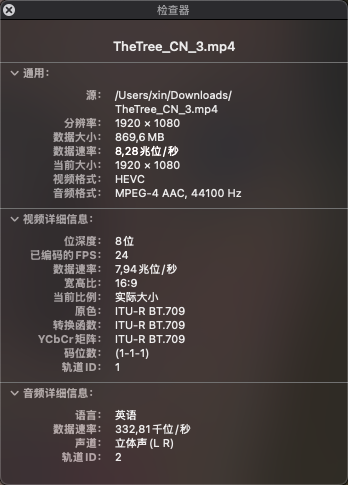 检查器
TheTree_CN_3.mp4
通用：
源： /Users/xin/Downloads/
TheTree_CN_3.mp4
分辨率： 1920 × 1080
数据大小： 869,6 MB
数据速率： 8,28兆位/秒
当前大小： 1920 × 1080
视频格式： HEVC
音频格式： MPEG-4 AAC, 44100 Hz
视频详细信息：
位深度： 8位
已编码的FPS： 24
数据速率： 7,94兆位/秒
宽高比： 16:9
当前比例： 实际大小
原色： ITU-R BT.709
转换函数： ITU-R BT.709
YCbCr矩阵： ITU-R BT.709
码位数： (1-1-1)
轨道ID： 1
音频详细信息：
语言： 英语
数据速率： 332,81千位/秒
声道： 立体声(L R)
轨道ID： 2